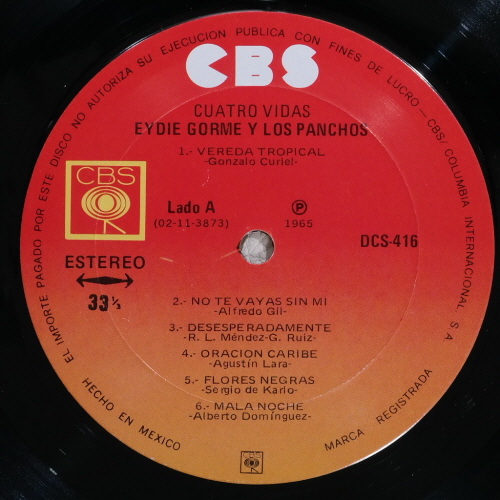 EL IMPORTE PAGADO POR ESTE DISCO NO AUTORIZA SU EJECUCION PUBLICA CON FINES DE LUCRO-CBS/COLUMBIA INTERNACIONAL, S.A.
CBS
CUATRO VIDAS
EYDIE GORME Y LOS PANCHOS
1.- VEREDA TROPICAL
-Gonzalo Curiel-
CBS
Lado A
(02-11-3873)
℗
1965
DCS-416
ESTEREO
33 ⅓
2.- NO TE VAYAS SIN MI
-Alfredo Gil-
3.- DESESPERADAMENTE
-R. L. Méndez-G. Ruiz-
4.- ORACION CARIBE
-Agustín Lara-
5.- FLORES NEGRAS
-Sergio de Karlo-
6.- MALA NOCHE
-Alberto Domínguez-
HECHO EN MEXICO
MARCA REGISTRADA